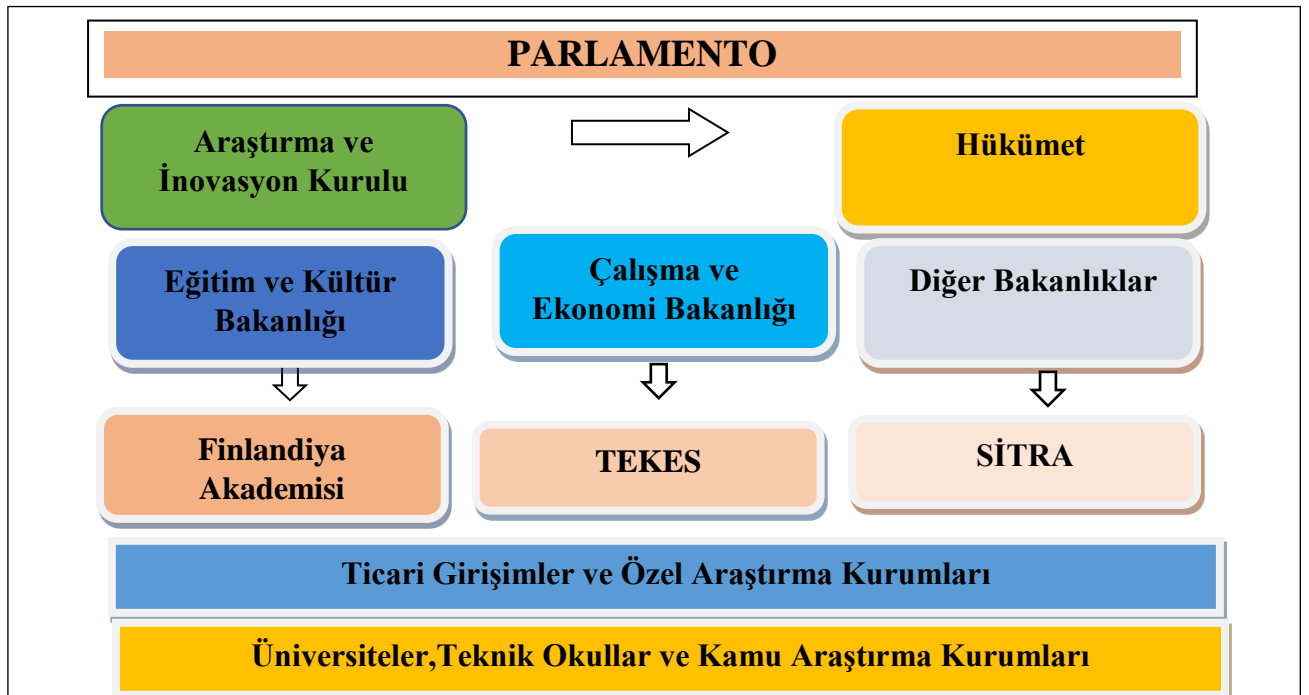 PARLAMENTO
Araştırma ve
İnovasyon Kurulu
Hükümet
Eğitim ve Kültür
Bakanlığı
Çalışma ve
Ekonomi Bakanlığı
Diğer Bakanlıklar
Finlandiya
Akademisi
TEKES
SİTRA
Ticari Girişimler ve Özel Araştırma Kurumları
Üniversiteler,Teknik Okullar ve Kamu Araştırma Kurumları